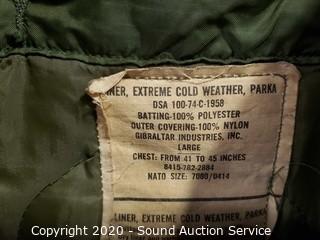 LINER, EXTREME COLD WEATHER, PARKA
DSA 100-74-C-1958
BATTING-100% POLYESTER
OUTER COVERING-100% NYLON
GIBRALTAR INDUSTRIES, INC.
LARGE
CHEST: FROM 41 TO 45 INCHES
8415-782-2884
NATO SIZE: 7080/0414
LINER, EXTREME COLD WEATHER, PARKA
Copyright 2020 - Sound Auction Service